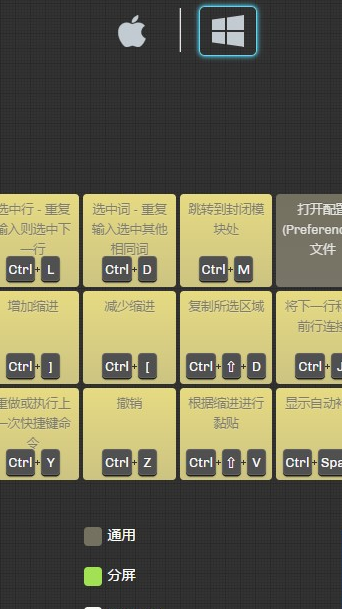 选中行 - 重复 选中词 - 重复 跳转到封闭模 打开配置
输入则选中下 输入选中其他 块处 (Preferenc
一行 相同词 文件
Ctrl + L Ctrl + D Ctrl + M
增加缩进 减少缩进 复制所选区域 将下一行和
前行连接
Ctrl + ] Ctrl + [ Ctrl + ⇧ + D Ctrl + J
重做或执行上 撤销 根据缩进进行 显示自动补
一次快捷键命 黏贴
令
Ctrl + Y Ctrl + Z Ctrl + ⇧ + V Ctrl + Spa
通用
分屏